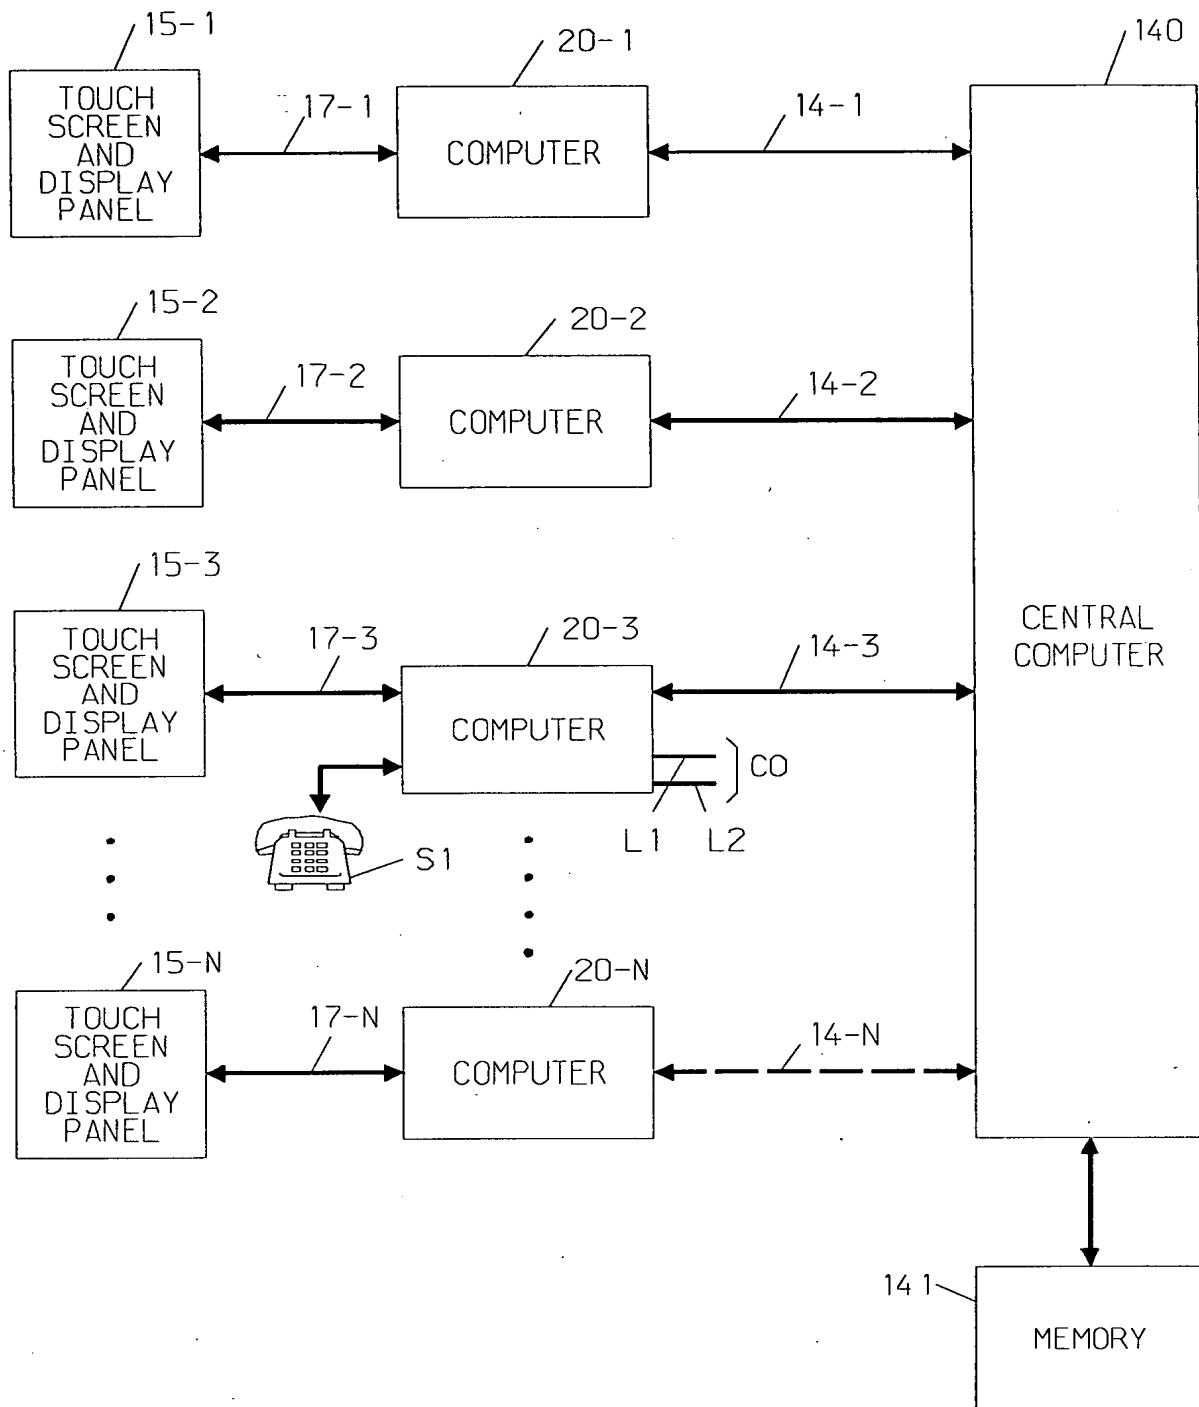 15-1
20-1
140
TOUCH
SCREEN
AND
DISPLAY
PANEL
17-1
COMPUTER
14-1
15-2
20-2
TOUCH
SCREEN
AND
DISPLAY
PANEL
17-2
COMPUTER
14-2
15-3
20-3
TOUCH
SCREEN
AND
DISPLAY
PANEL
17-3
COMPUTER
14-3
CENTRAL
COMPUTER
CO
L1
L2
S1
15-N
20-N
TOUCH
SCREEN
AND
DISPLAY
PANEL
17-N
COMPUTER
14-N
141
MEMORY